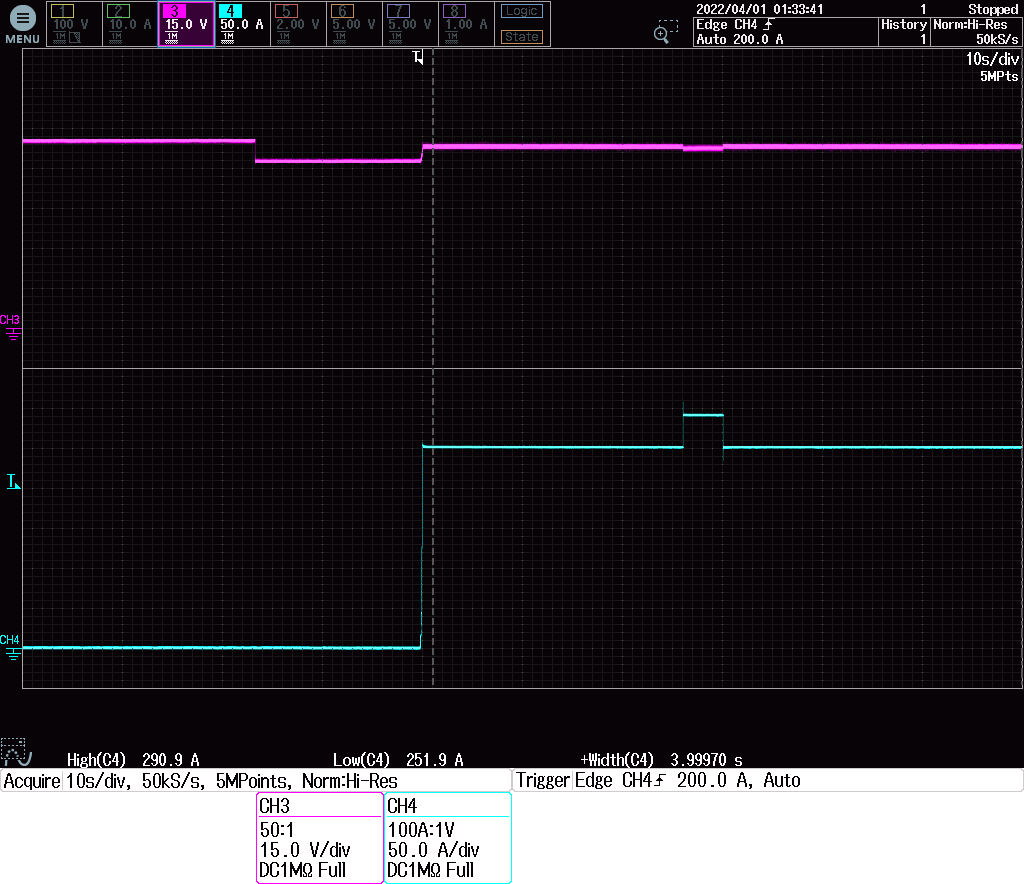 MENU
1 100 V 1M
2 10.0 A 1M
3 15.0 V 1M
4 50.0 A 1M
5 2.00 V 1M
6 5.00 V 1M
7 5.00 V 1M
8 1.00 A 1M
Logic
State
2022/04/01 01:33:41 1 Stopped
Edge CH4 History Norm:Hi-Res
Auto 200.0 A 1 50kS/s
T
10s/div
5MPts
CH3
T
CH4
High(C4) 290.9 A Low(C4) 251.9 A +Width(C4) 3.99970 s
Acquire 10s/div, 50kS/s, 5MPoints, Norm:Hi-Res Trigger Edge CH4 200.0 A, Auto
CH3 CH4
50:1 100A:1V
15.0 V/div 50.0 A/div
DC1MΩ Full DC1MΩ Full